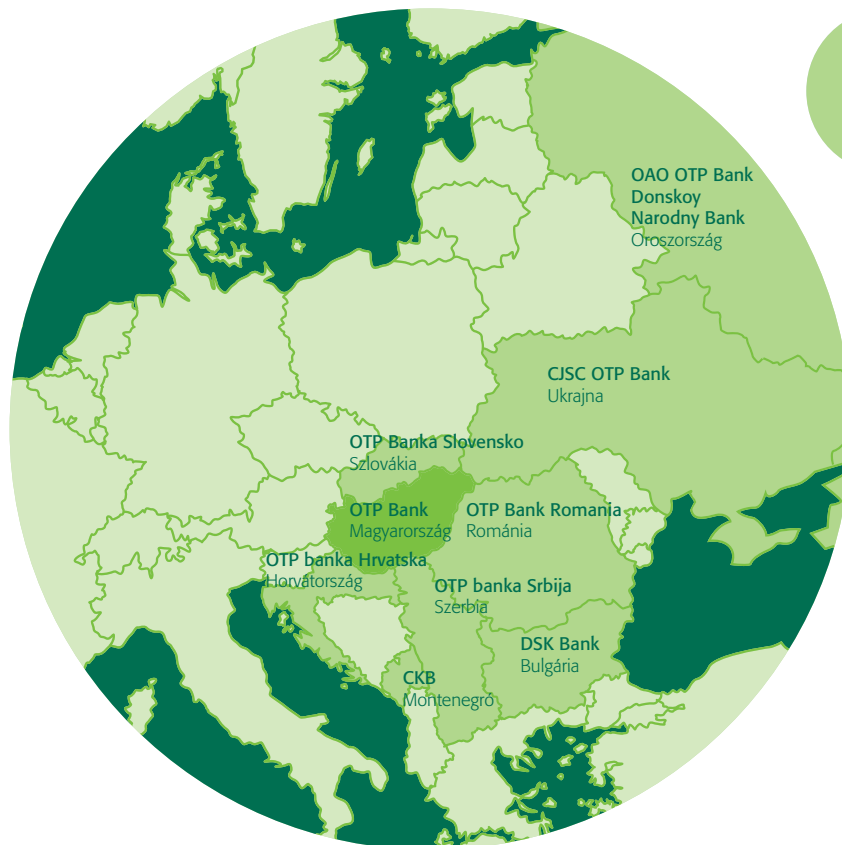 OAO OTP Bank
Donskoy
Narodny Bank
Oroszország
CJSC OTP Bank
Ukrajna
OTP Banka Slovensko
Szlovákia
OTP Bank
Magyarország
OTP Bank Romania
Románia
OTP banka Hrvatska
Horvátország
OTP banka Srbija
Szerbia
DSK Bank
Bulgária
CKB
Montenegró